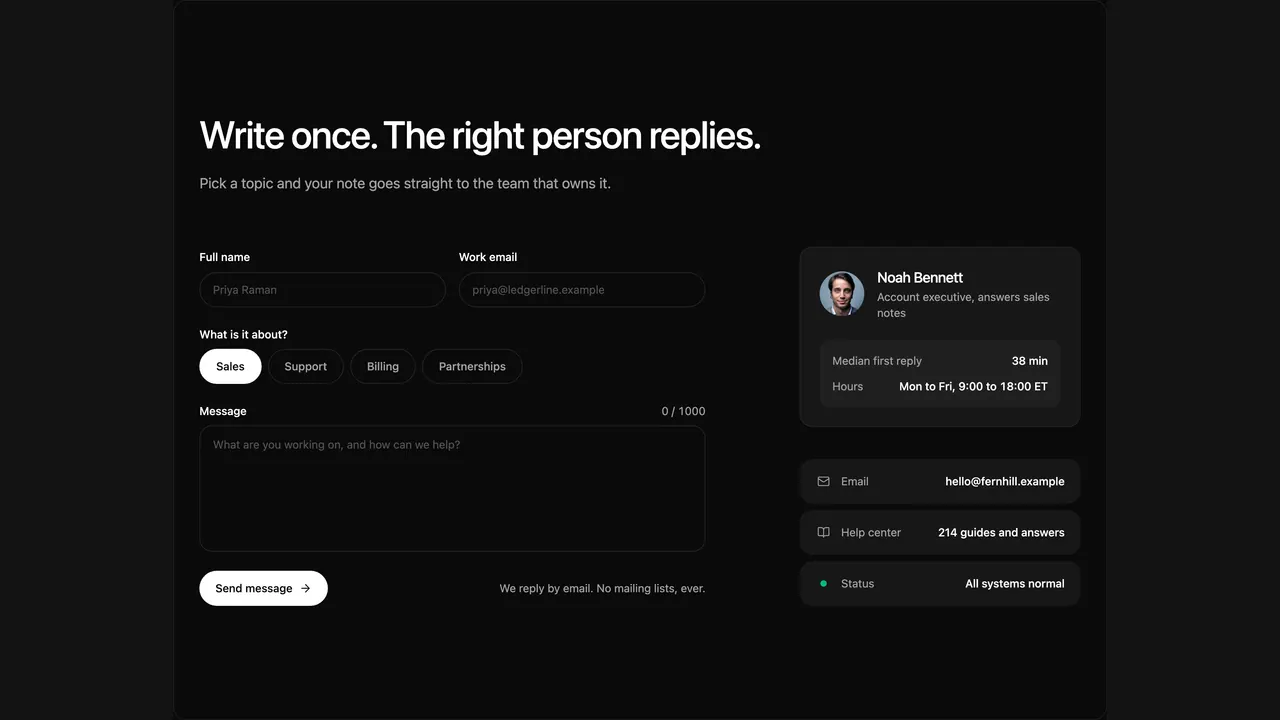 Write once. The right person replies.
Pick a topic and your note goes straight to the team that owns it.
Full name
Work email
Priya Raman
priya@ledgerline.example
What is it about?
Sales
Support
Billing
Partnerships
Message
0 / 1000
What are you working on, and how can we help?
Send message
We reply by email. No mailing lists, ever.
Noah Bennett
Account executive, answers sales
notes
Median first reply
38 min
Hours
Mon to Fri, 9:00 to 18:00 ET
Email
hello@fernhill.example
Help center
214 guides and answers
Status
All systems normal